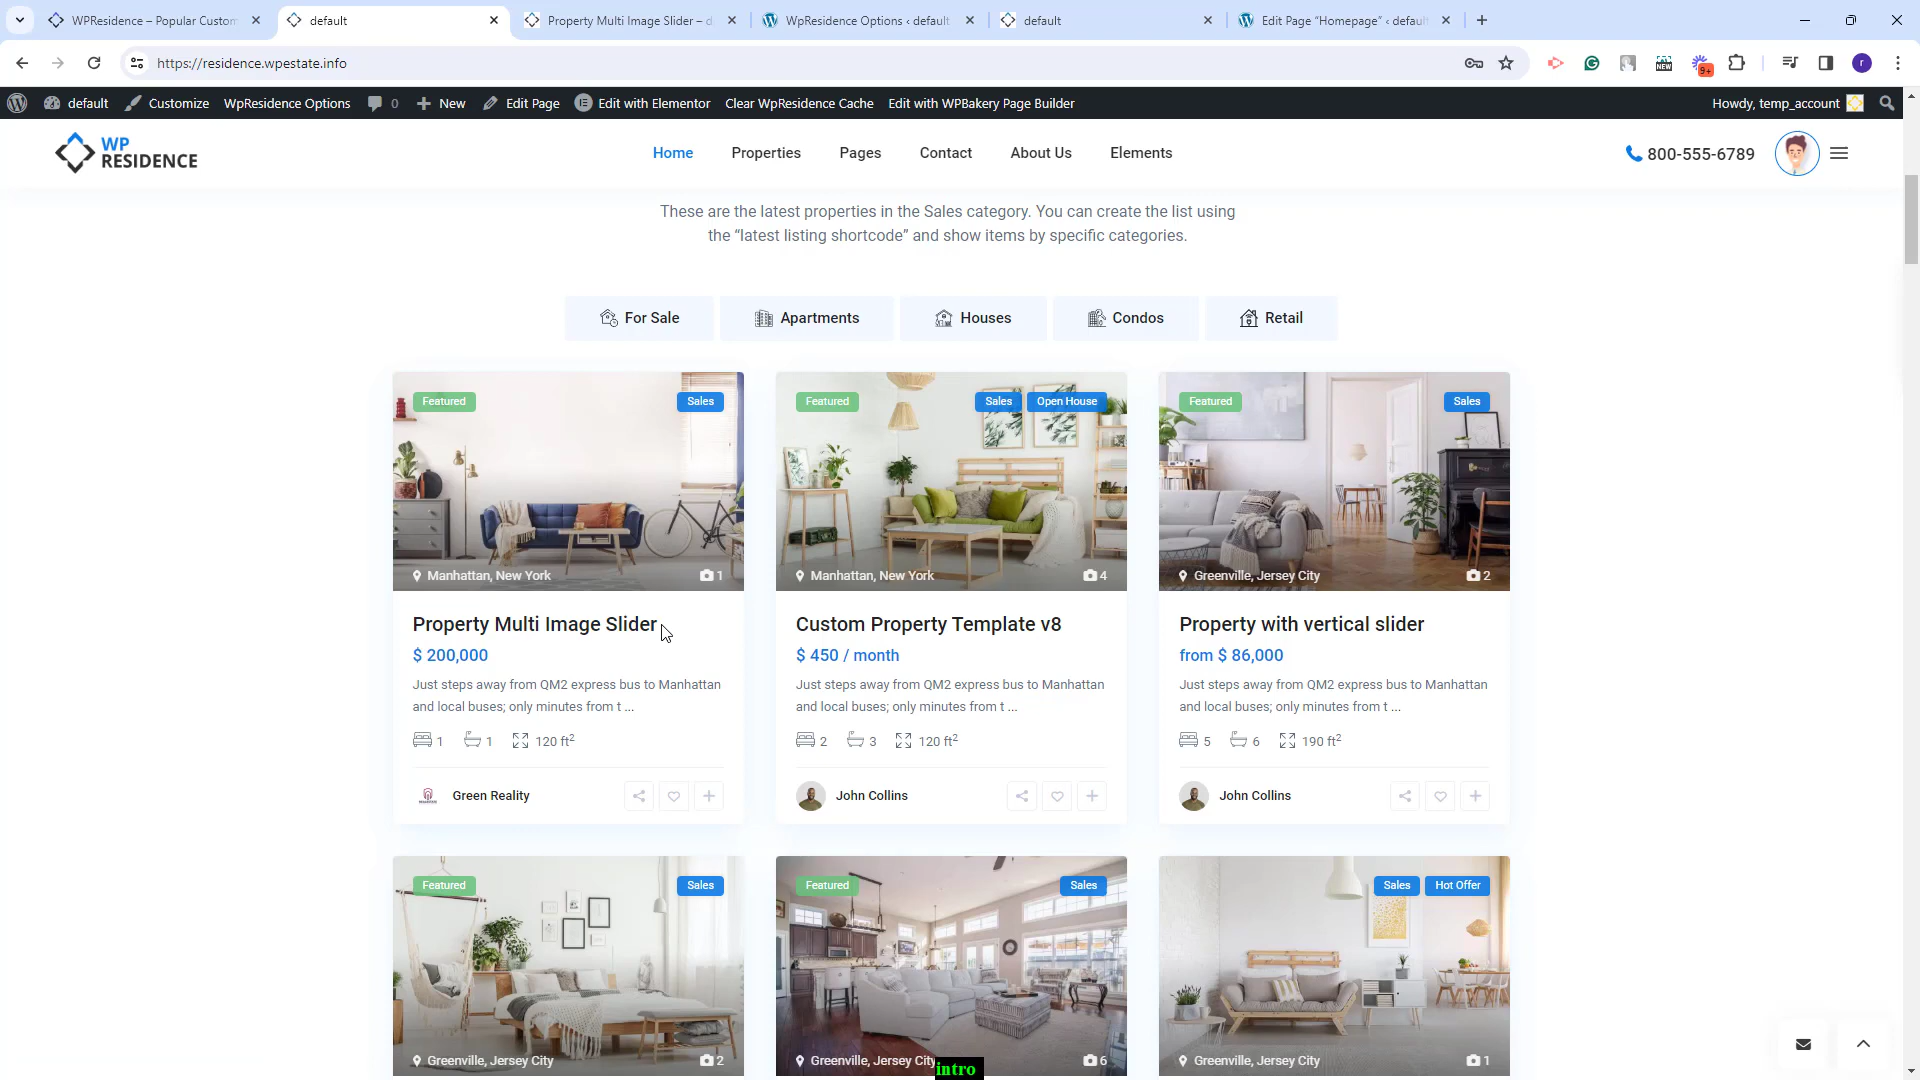 WPResidence – Popular Custom
default
Property Multi Image Slider – d
WpResidence Options ‹ default
default
Edit Page “Homepage” ‹ defaul
https://residence.wpestate.info
NEW
9+
r
default
Customize
WpResidence Options
0
New
Edit Page
Edit with Elementor
Clear WpResidence Cache
Edit with WPBakery Page Builder
Howdy, temp_account
WP
RESIDENCE
Home
Properties
Pages
Contact
About Us
Elements
800-555-6789
These are the latest properties in the Sales category. You can create the list using
the “latest listing shortcode” and show items by specific categories.
For Sale
Apartments
Houses
Condos
Retail
Featured
Sales
Manhattan, New York
1
Property Multi Image Slider
$ 200,000
Just steps away from QM2 express bus to Manhattan
and local buses; only minutes from t ...
1 1 120 ft²
Green Reality
Featured
Sales
Open House
Manhattan, New York
4
Custom Property Template v8
$ 450 / month
Just steps away from QM2 express bus to Manhattan
and local buses; only minutes from t ...
2 3 120 ft²
John Collins
Featured
Sales
Greenville, Jersey City
2
Property with vertical slider
from $ 86,000
Just steps away from QM2 express bus to Manhattan
and local buses; only minutes from t ...
5 6 190 ft²
John Collins
Featured
Sales
Greenville, Jersey City
2
Featured
Sales
Greenville, Jersey City
6
Sales
Hot Offer
Greenville, Jersey City
1
intro